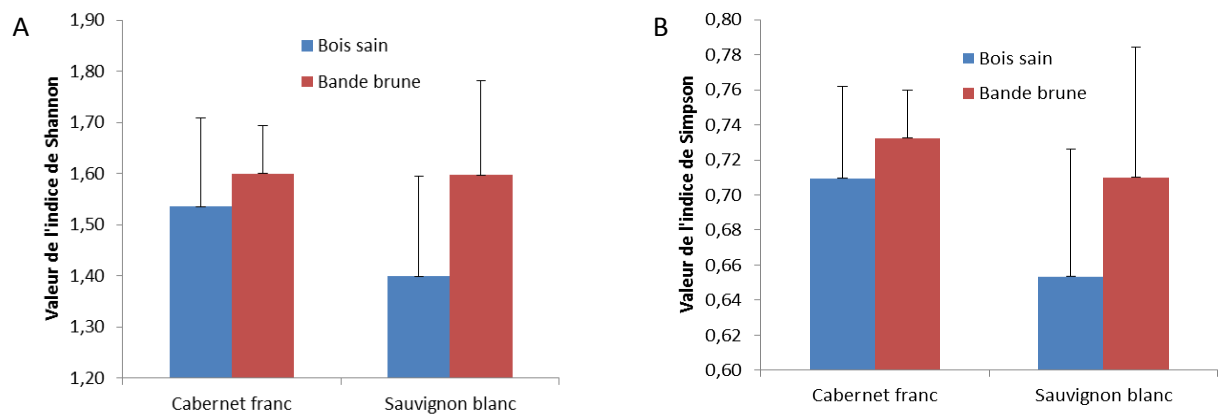 A
Valeur de l'indice de Shannon
1,90
1,80
1,70
1,60
1,50
1,40
1,30
1,20
Bois sain
Bande brune
Cabernet franc
Sauvignon blanc
B
Valeur de l'indice de Simpson
0,80
0,78
0,76
0,74
0,72
0,70
0,68
0,66
0,64
0,62
0,60
Bois sain
Bande brune
Cabernet franc
Sauvignon blanc